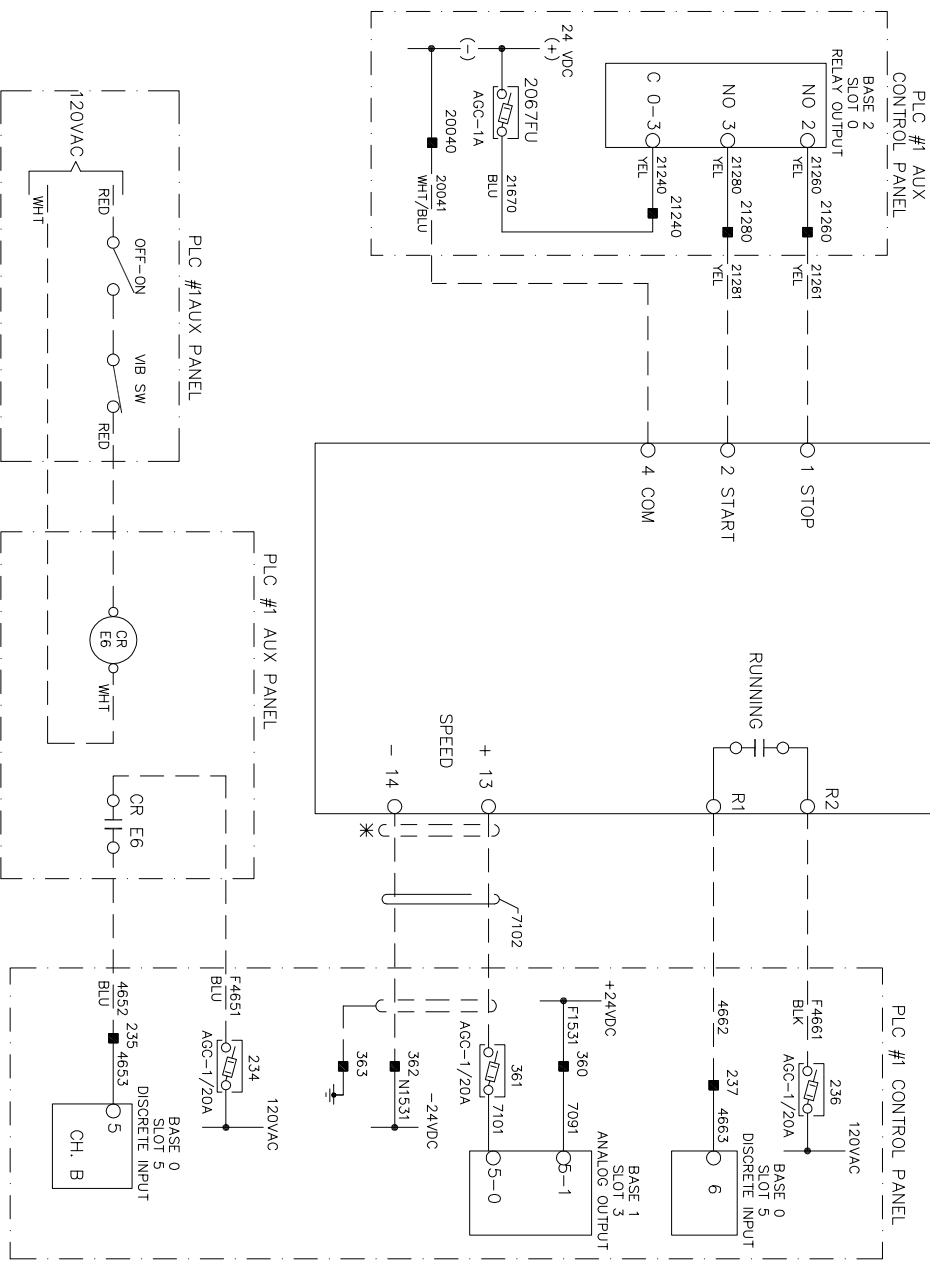 PLC #1 AUX
CONTROL PANEL
BASE 2
SLOT 0
RELAY OUTPUT
NO 2
NO 3
C 0-3
21260
YEL
21260
21261
YEL
21280
YEL
21280
21281
YEL
21240
YEL
21240
24 VDC
(+)
(-)
2067FU
AGC-1A
21670
BLU
20040
20041
WHT/BLU
1 STOP
2 START
4 COM
RUNNING
R2
R1
SPEED
+ 13
- 14
*
7102
PLC #1 CONTROL PANEL
F4661
BLK
236
AGC-1/20A
120VAC
4662
237
4663
6
BASE 0
SLOT 5
DISCRETE INPUT
+24VDC
F1531
360
7091
5-1
361
AGC-1/20A
7101
5-0
BASE 1
SLOT 3
ANALOG OUTPUT
362
N1531
-24VDC
363
F4651
BLU
234
AGC-1/20A
120VAC
4652
BLU
235
4653
5
CH. B
BASE 0
SLOT 5
DISCRETE INPUT
PLC #1AUX PANEL
120VAC
RED
WHT
OFF-ON
VIB SW
RED
PLC #1 AUX PANEL
CR
E6
WHT
CR E6